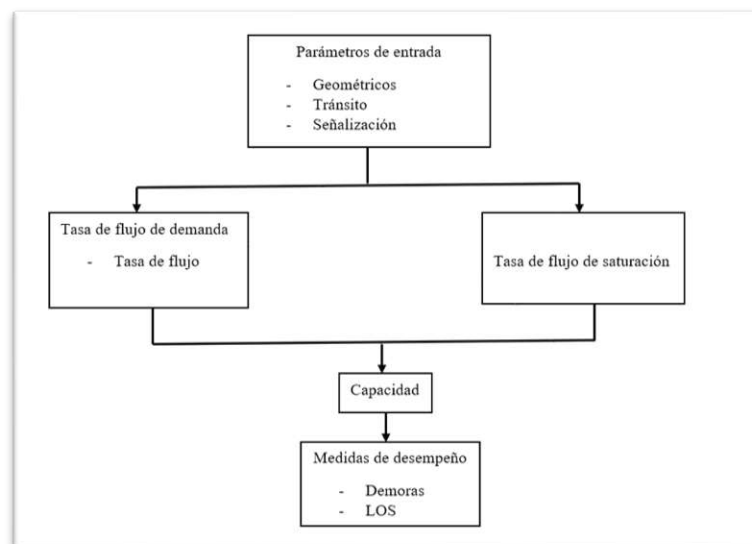 Parámetros de entrada
- Geométricos
- Tránsito
- Señalización
Tasa de flujo de demanda
- Tasa de flujo
Tasa de flujo de saturación
Capacidad
Medidas de desempeño
- Demoras
- LOS